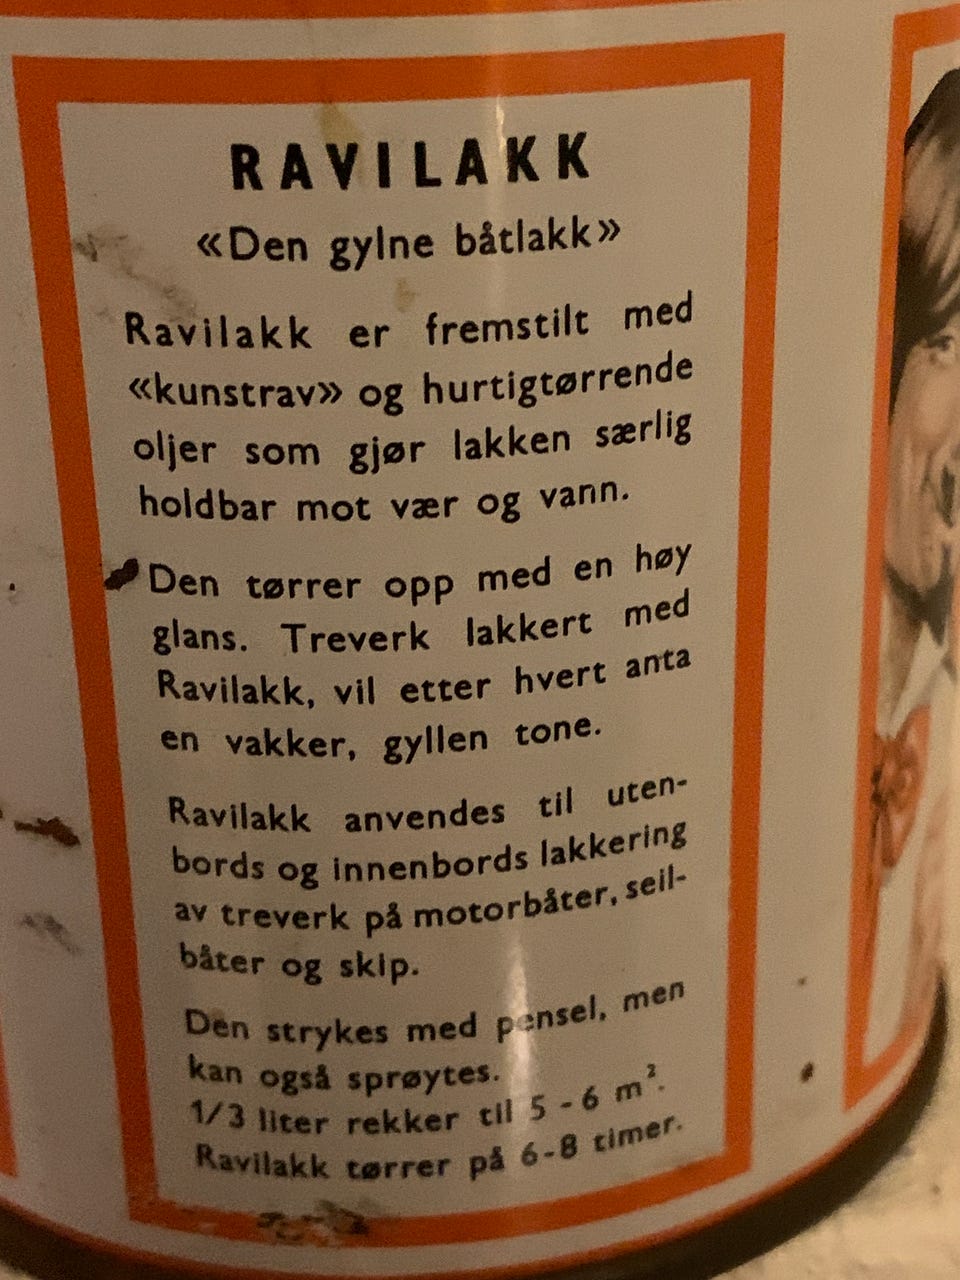 RAVILAKK
«Den gylne båtlakk»
Ravilakk er fremstilt med
«kunstrav» og hurtigtørrende
oljer som gjør lakken særlig
holdbar mot vær og vann.
Den tørrer opp med en høy
glans. Treverk lakkert med
Ravilakk, vil etter hvert anta
en vakker, gyllen tone.
Ravilakk anvendes til uten-
bords og innenbords lakkering
av treverk på motorbåter, seil-
båter og skip.
Den strykes med pensel, men
kan også sprøytes.
1/3 liter rekker til 5 - 6 m².
Ravilakk tørrer på 6-8 timer.